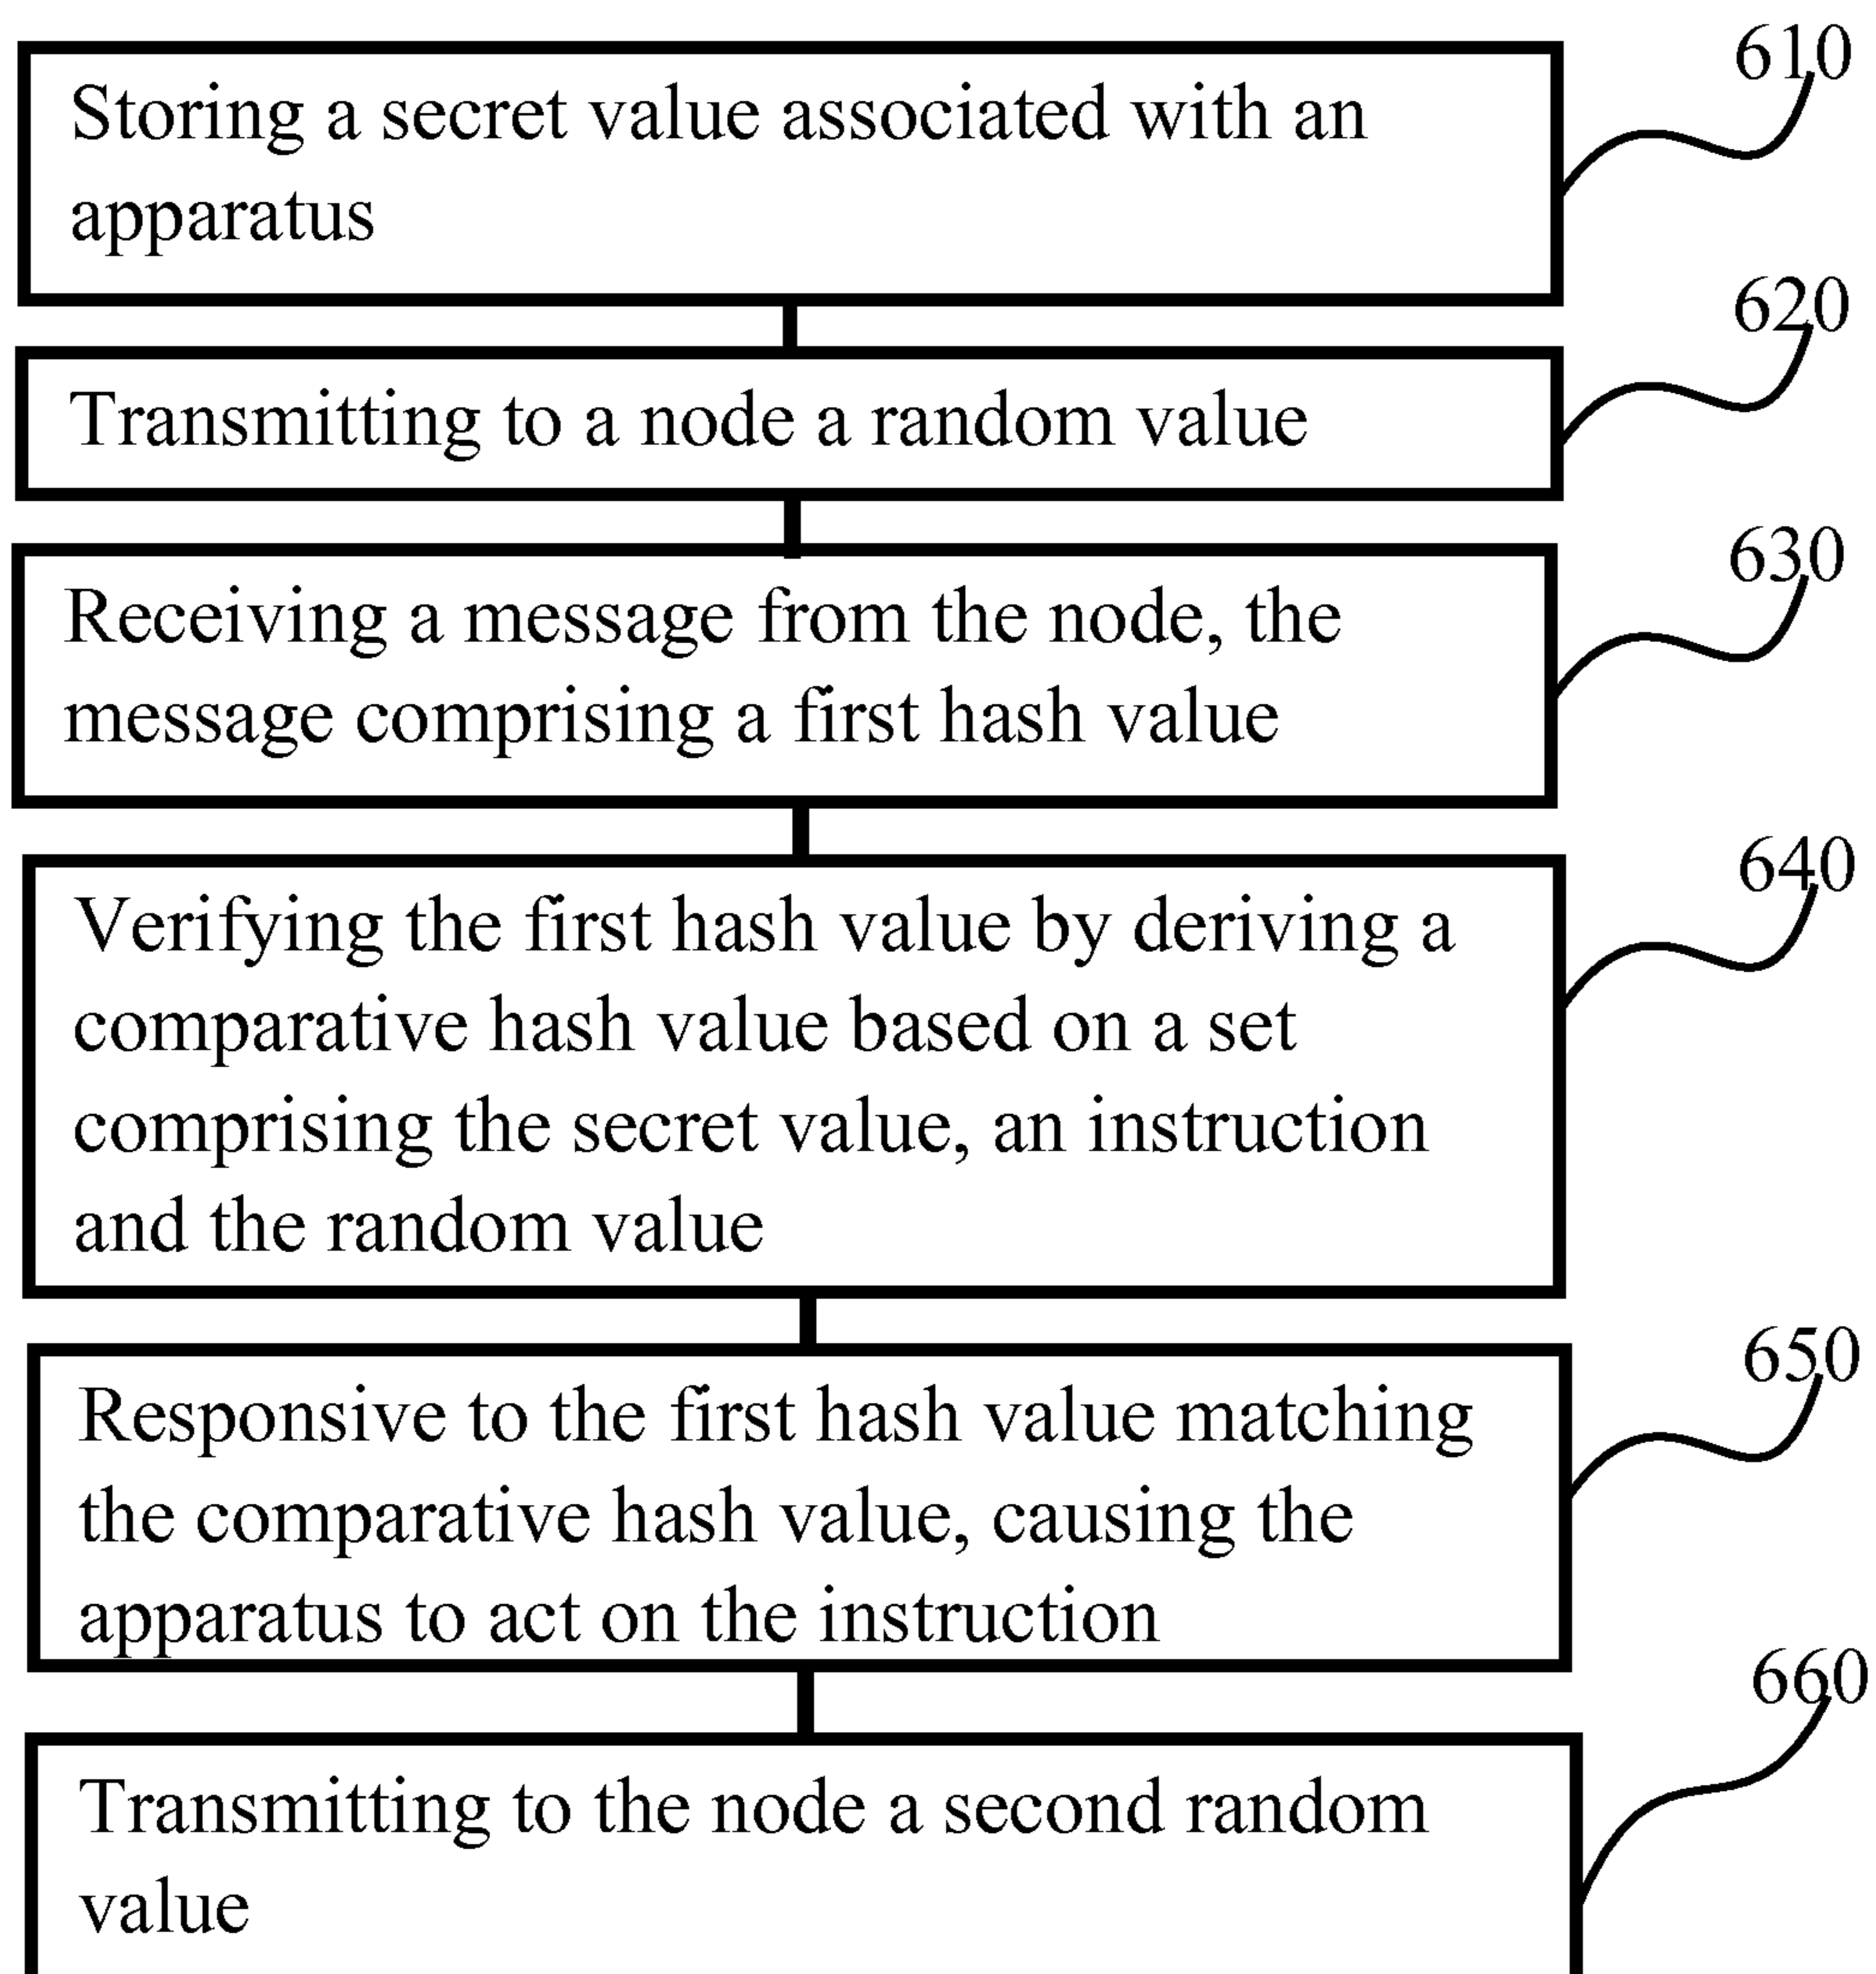 610
Storing a secret value associated with an
apparatus
620
Transmitting to a node a random value
630
Receiving a message from the node, the
message comprising a first hash value
640
Verifying the first hash value by deriving a
comparative hash value based on a set
comprising the secret value, an instruction
and the random value
650
Responsive to the first hash value matching
the comparative hash value, causing the
apparatus to act on the instruction
660
Transmitting to the node a second random
value